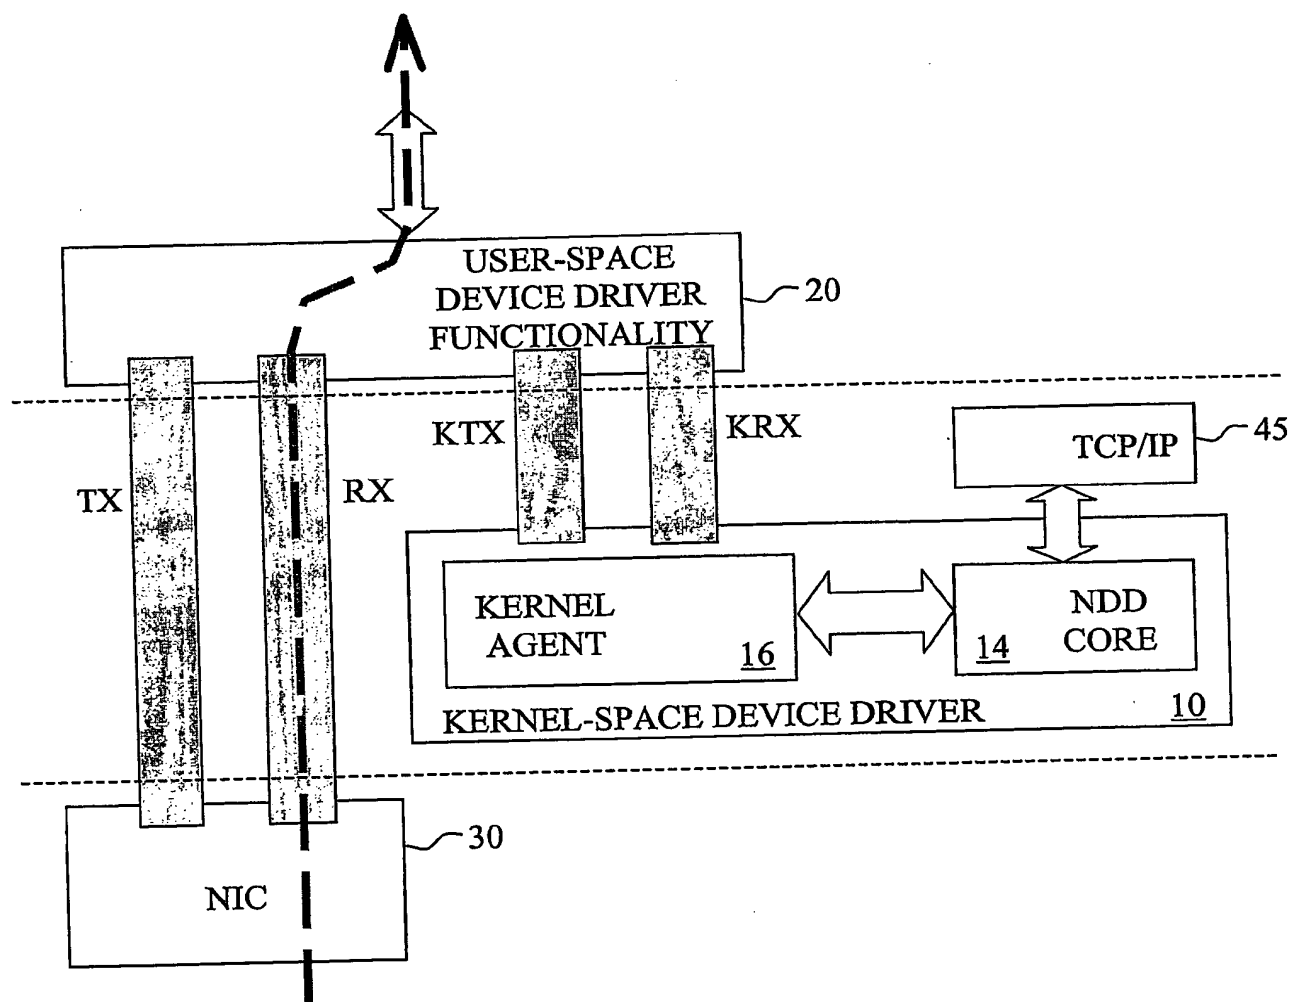 USER-SPACE
DEVICE DRIVER
FUNCTIONALITY
20
KTX
KRX
TCP/IP
45
TX
RX
KERNEL
AGENT
16
NDD
CORE
14
KERNEL-SPACE DEVICE DRIVER
10
30
NIC